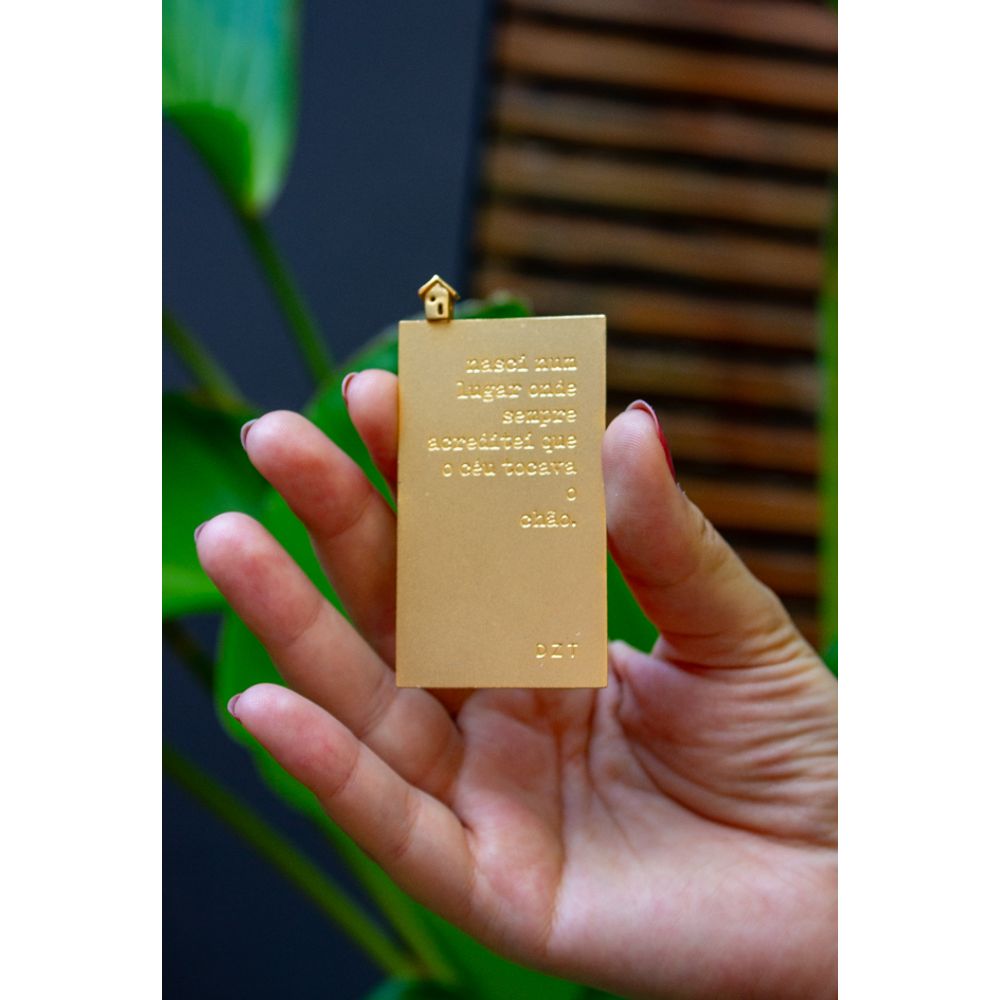 nasci num
lugar onde
sempre
acreditei que
o céu tocava
o
chão.
DZT